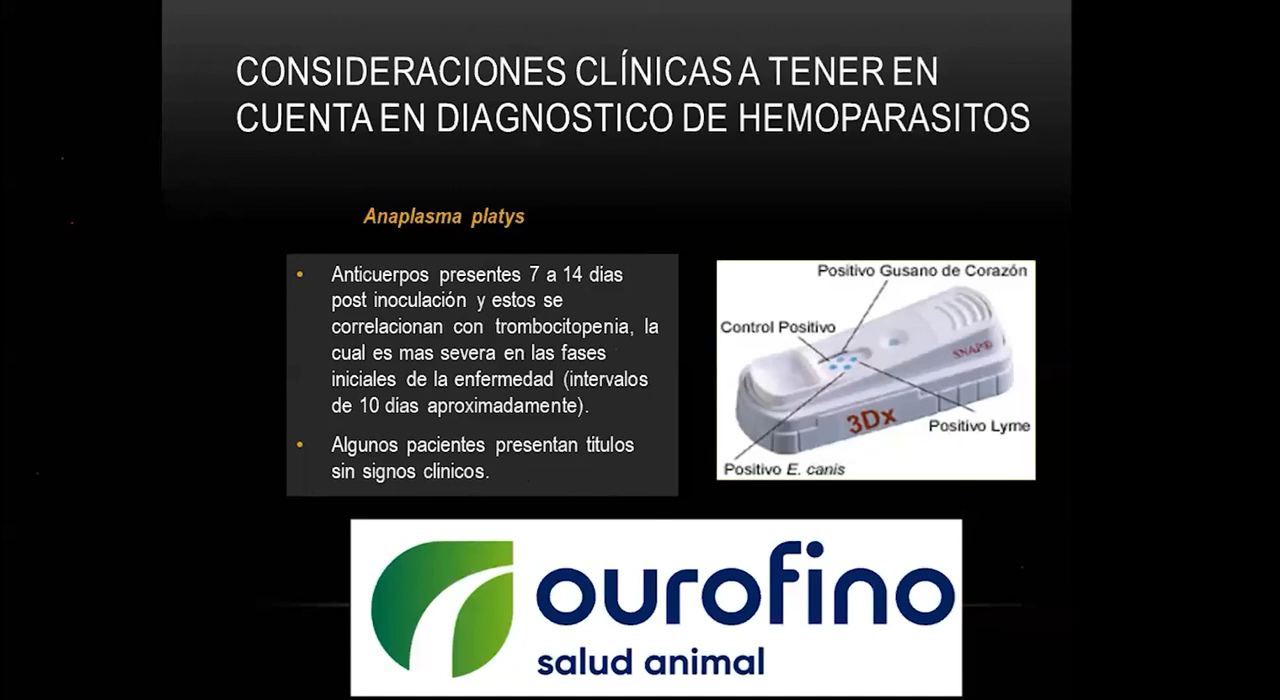 CONSIDERACIONES CLÍNICAS A TENER EN
CUENTA EN DIAGNOSTICO DE HEMOPARASITOS
Anaplasma platys
• Anticuerpos presentes 7 a 14 dias
post inoculación y estos se
correlacionan con trombocitopenia, la
cual es mas severa en las fases
iniciales de la enfermedad (intervalos
de 10 dias aproximadamente).
• Algunos pacientes presentan titulos
sin signos clinicos.
Positivo Gusano de Corazón
Control Positivo
SNAP®
3Dx
Positivo Lyme
Positivo E. canis
ourofino
salud animal